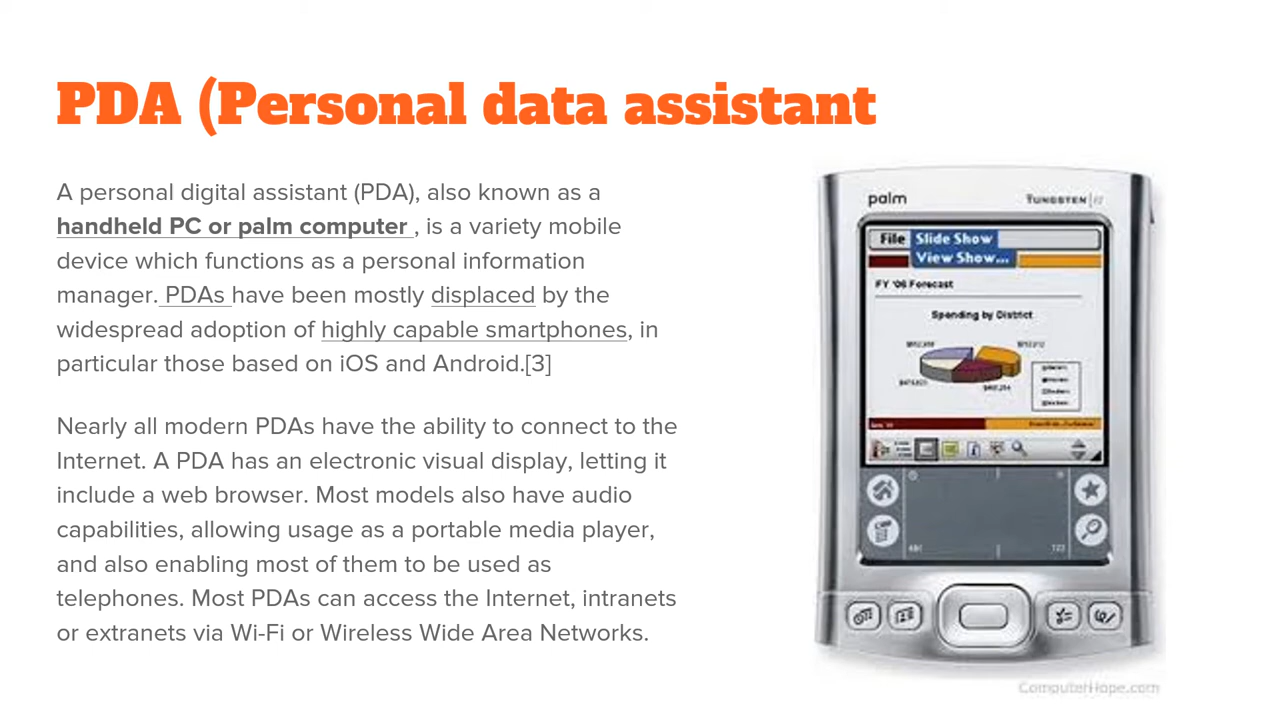 PDA (Personal data assistant
A personal digital assistant (PDA), also known as a
handheld PC or palm computer , is a variety mobile
device which functions as a personal information
manager. PDAs have been mostly displaced by the
widespread adoption of highly capable smartphones, in
particular those based on iOS and Android.[3]
Nearly all modern PDAs have the ability to connect to the
Internet. A PDA has an electronic visual display, letting it
include a web browser. Most models also have audio
capabilities, allowing usage as a portable media player,
and also enabling most of them to be used as
telephones. Most PDAs can access the Internet, intranets
or extranets via Wi-Fi or Wireless Wide Area Networks.
palm
TUNGSTEN
File Slide Show
View Show...
FY '06 Forecast
Spending by District
123
ComputerHope.com